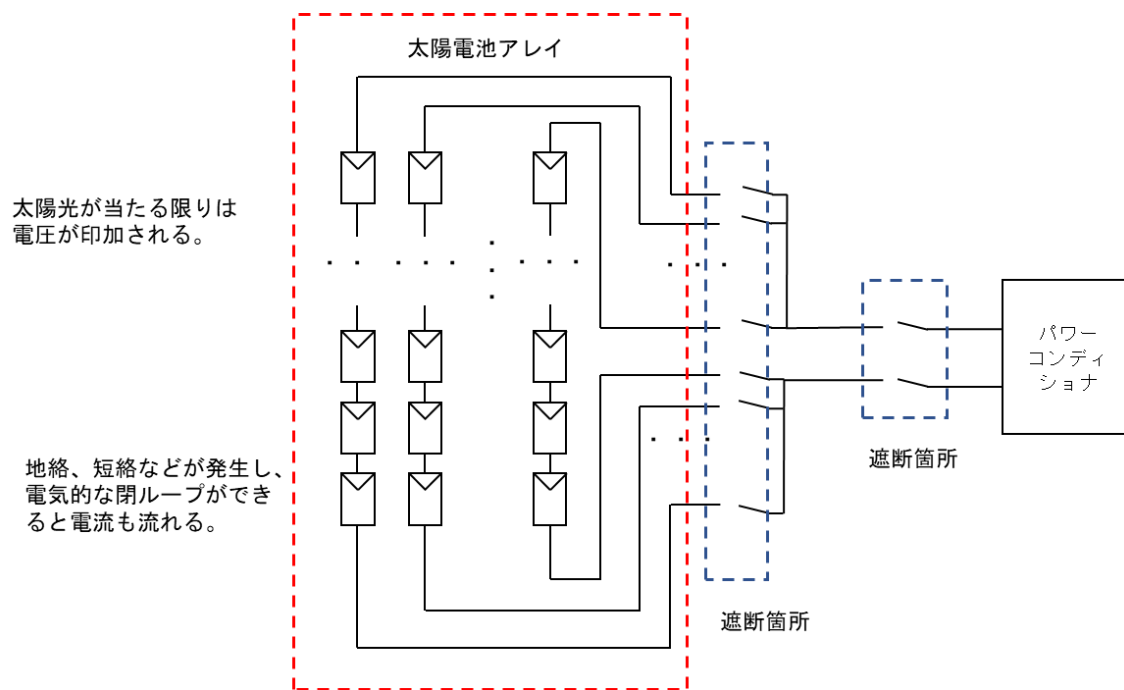 太陽電池アレイ
太陽光が当たる限りは
電圧が印加される。
パワー
コンディ
ショナ
遮断箇所
地絡、短絡などが発生し、
電気的な閉ループができ
ると電流も流れる。
遮断箇所